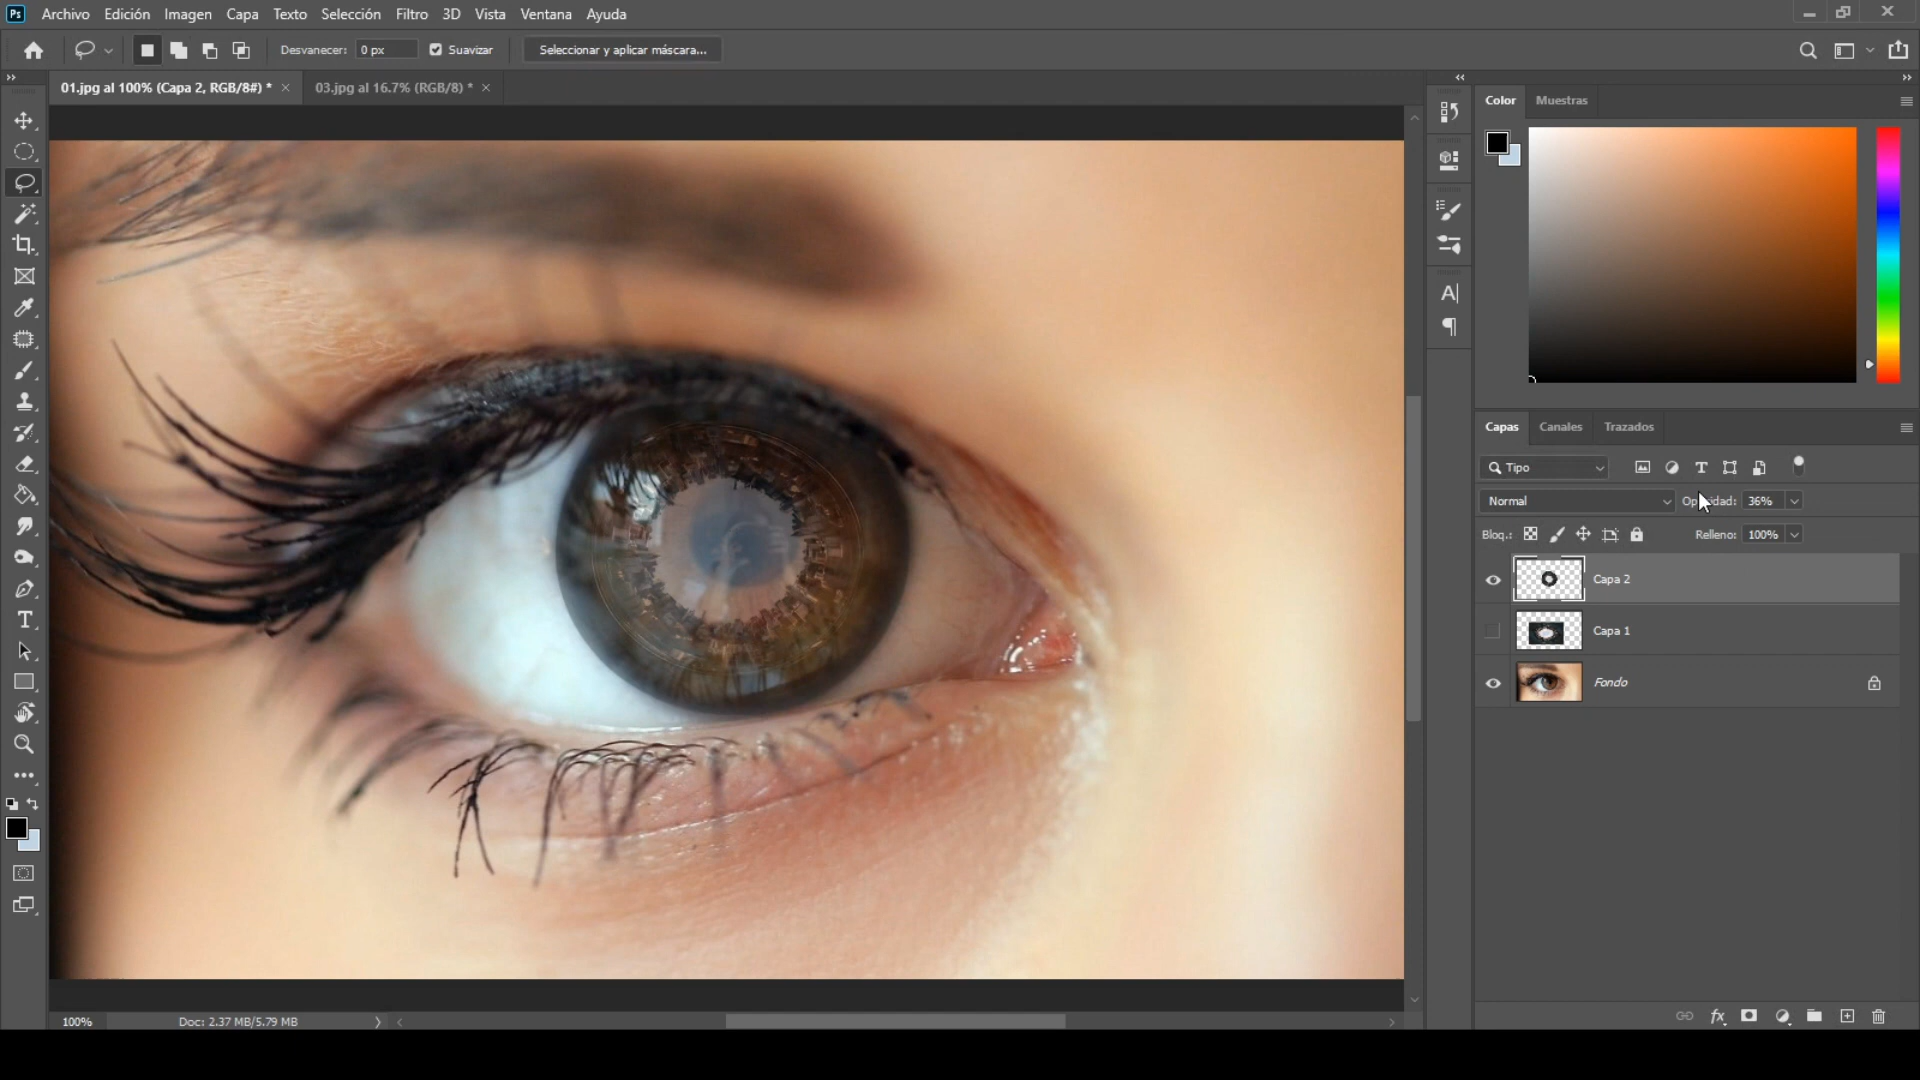 Ps Archivo Edición Imagen Capa Texto Selección Filtro 3D Vista Ventana Ayuda
Desvanecer: 0 px Suavizar Seleccionar y aplicar máscara...
01.jpg al 100% (Capa 2, RGB/8#) * 03.jpg al 16.7% (RGB/8) *
Color Muestras
Capas Canales Trazados
Tipo
Normal 36%
Bloq.: Relleno: 100%
Capa 2
Capa 1
Fondo
100% Doc: 2.37 MB/5.79 MB